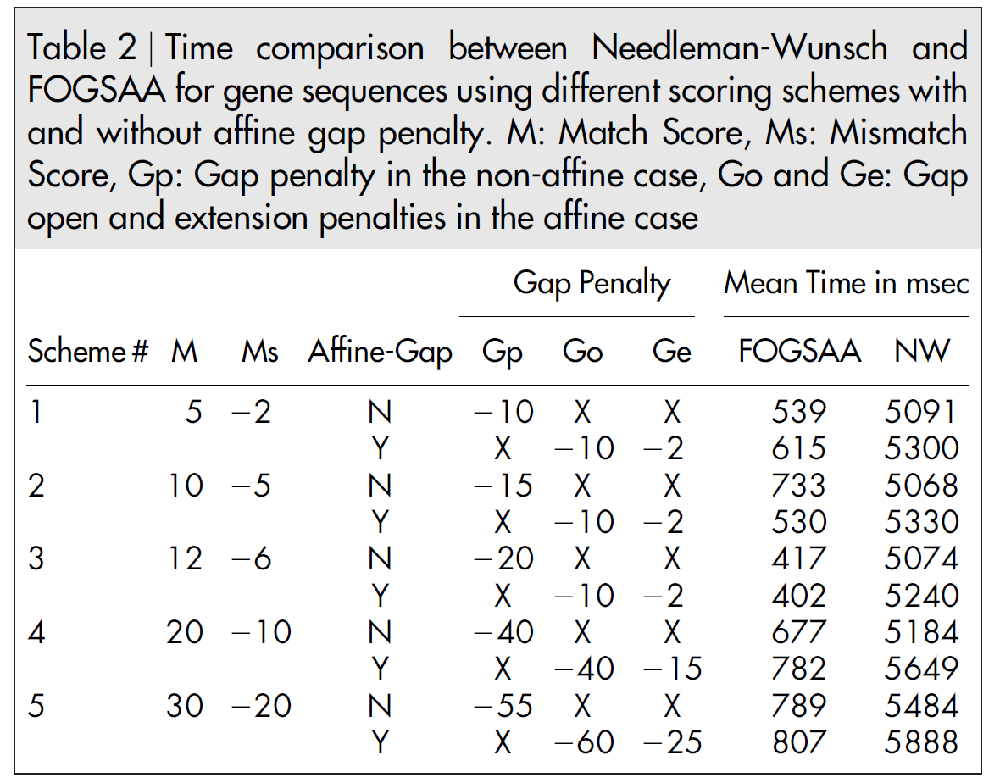 Table 2 | Time comparison between Needleman-Wunsch and
FOGSAA for gene sequences using different scoring schemes with
and without affine gap penalty. M: Match Score, Ms: Mismatch
Score, Gp: Gap penalty in the non-affine case, Go and Ge: Gap
open and extension penalties in the affine case
Gap Penalty Mean Time in msec
Scheme # M Ms Affine-Gap Gp Go Ge FOGSAA NW
1 5 −2 N −10 X X 539 5091
Y X −10 −2 615 5300
2 10 −5 N −15 X X 733 5068
Y X −10 −2 530 5330
3 12 −6 N −20 X X 417 5074
Y X −10 −2 402 5240
4 20 −10 N −40 X X 677 5184
Y X −40 −15 782 5649
5 30 −20 N −55 X X 789 5484
Y X −60 −25 807 5888